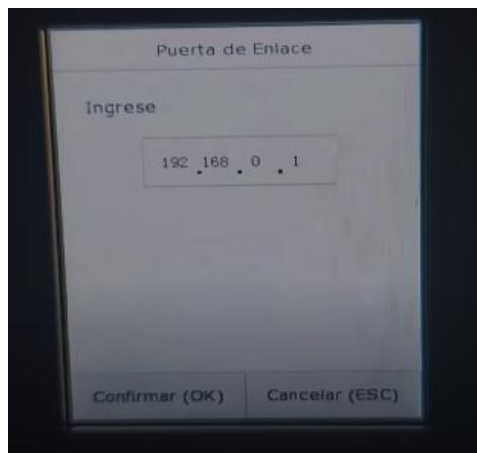 Puerta de Enlace
Ingrese
192.168.0.1
Confirmar (OK) Cancelar (ESC)